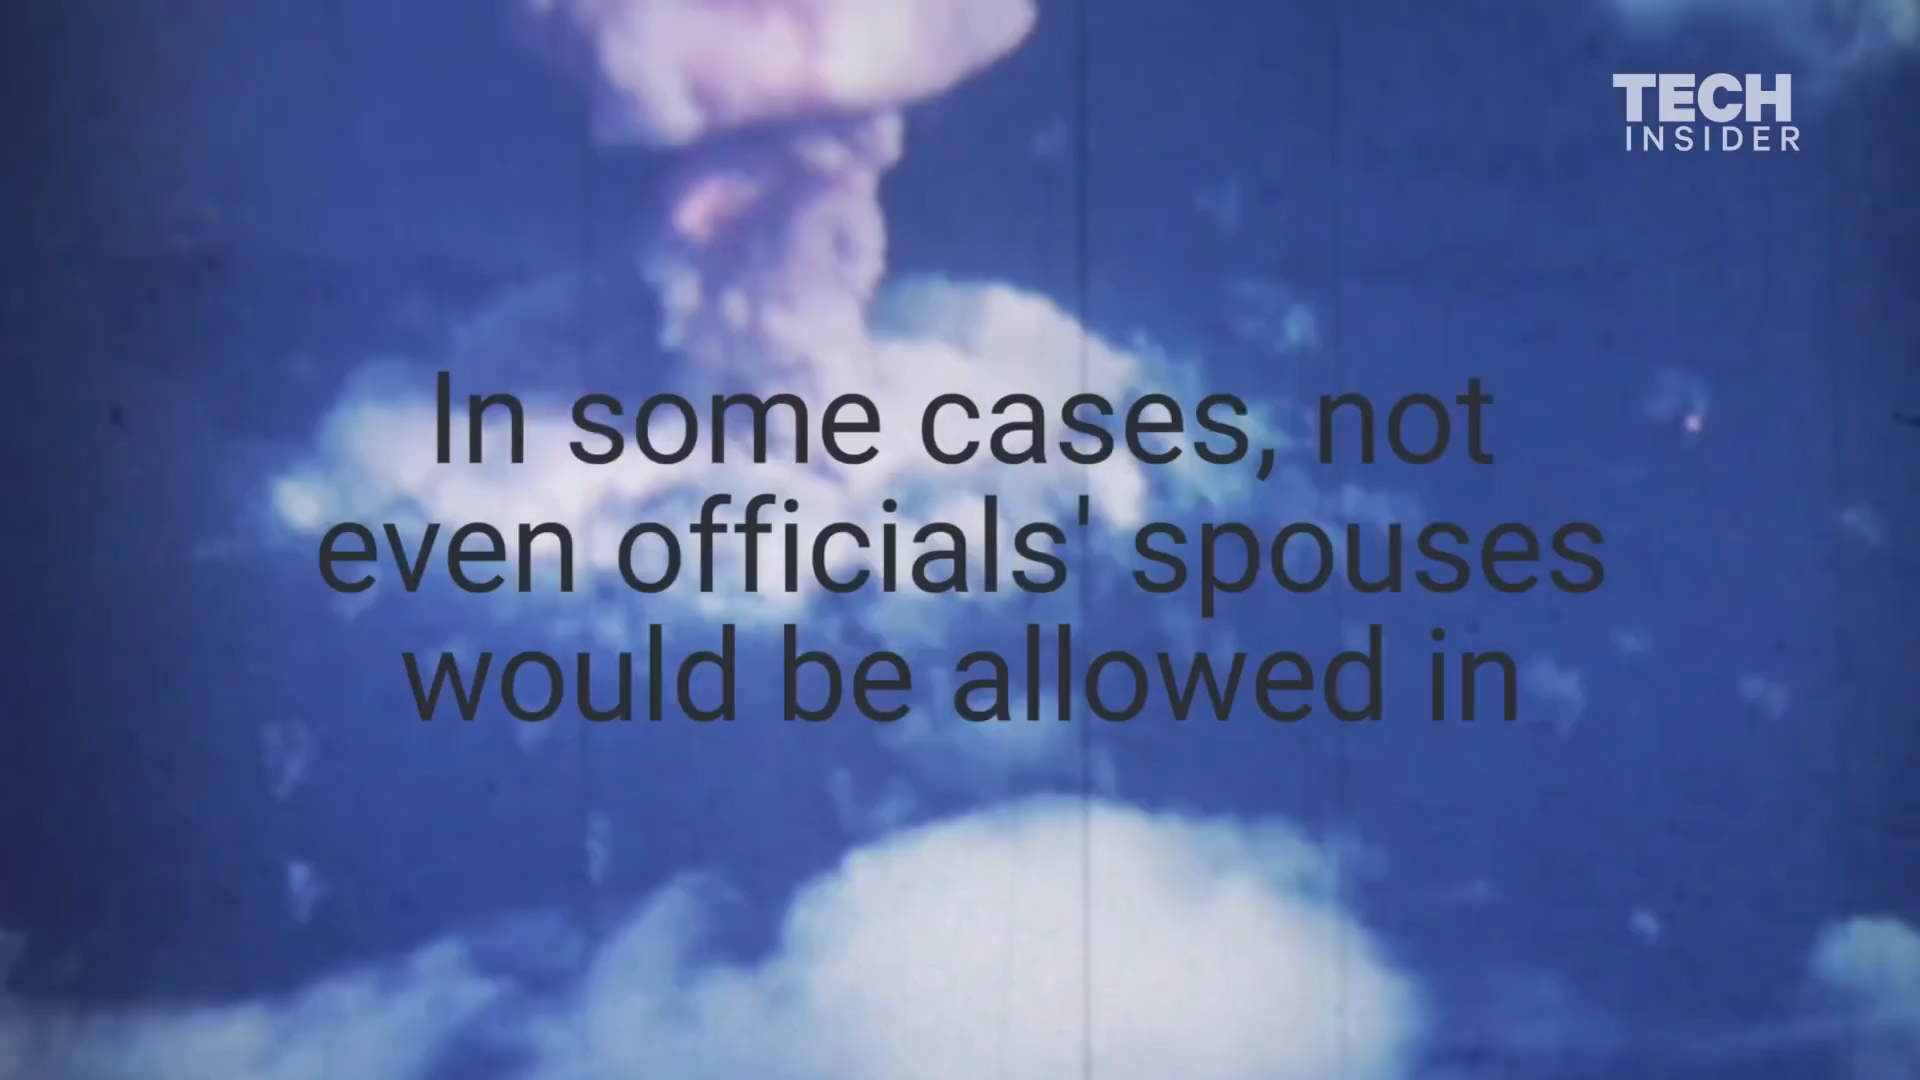 TECH
INSIDER
In some cases, not
even officials' spouses
would be allowed in